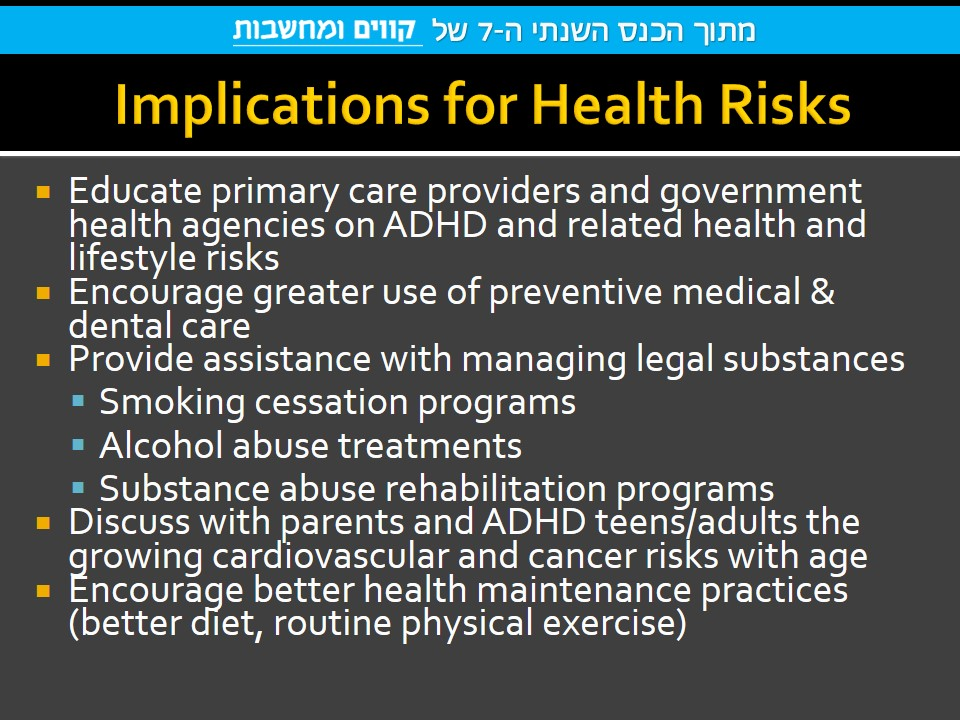 מתוך הכנס השנתי ה-7 של קווים ומחשבות
Implications for Health Risks
Educate primary care providers and government
health agencies on ADHD and related health and
lifestyle risks
Encourage greater use of preventive medical &
dental care
Provide assistance with managing legal substances
Smoking cessation programs
Alcohol abuse treatments
Substance abuse rehabilitation programs
Discuss with parents and ADHD teens/adults the
growing cardiovascular and cancer risks with age
Encourage better health maintenance practices
(better diet, routine physical exercise)